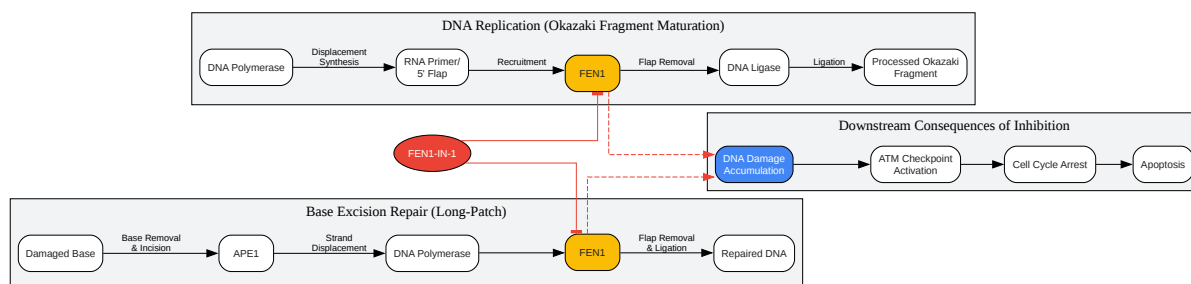 DNA Replication (Okazaki Fragment Maturation)
DNA Polymerase
Displacement
Synthesis
RNA Primer/
5' Flap
Recruitment
FEN1
Flap Removal
DNA Ligase
Ligation
Processed Okazaki
Fragment
FEN1-IN-1
Downstream Consequences of Inhibition
DNA Damage
Accumulation
ATM Checkpoint
Activation
Cell Cycle Arrest
Apoptosis
Base Excision Repair (Long-Patch)
Damaged Base
Base Removal
& Incision
APE1
Strand
Displacement
DNA Polymerase
FEN1
Flap Removal
& Ligation
Repaired DNA